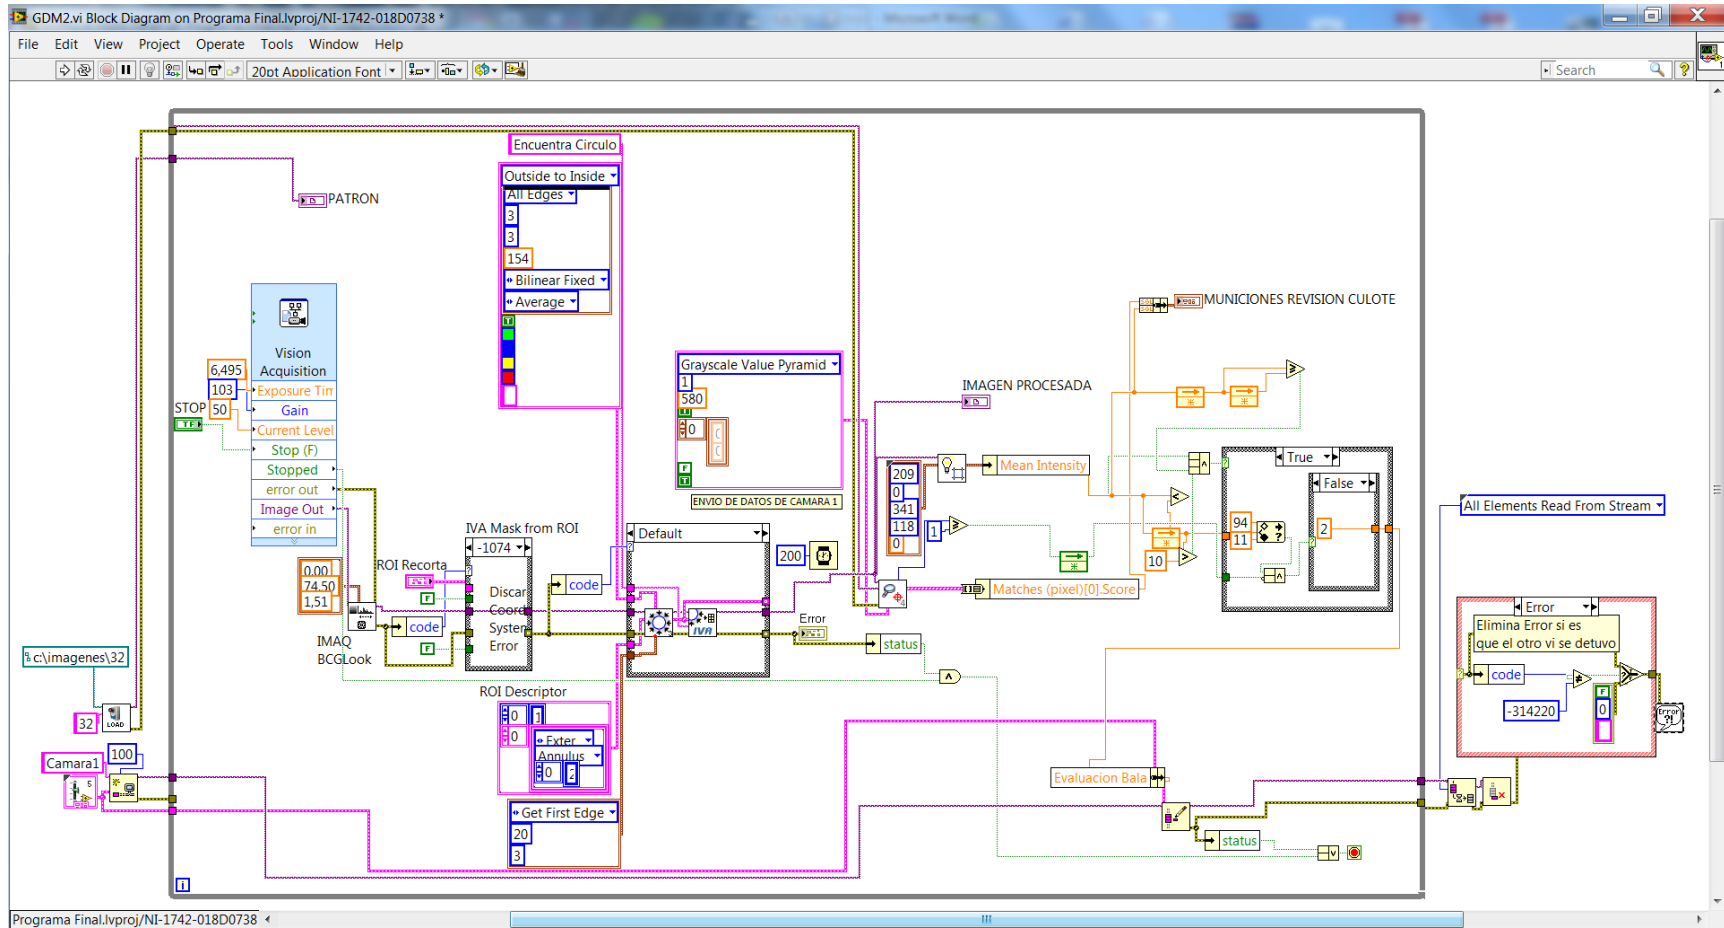 GDM2.vi Block Diagram on Programa Final.lvproj/NI-1742-018D0738 *
File Edit View Project Operate Tools Window Help
20pt Application Font
Search
Encuentra Circulo
Outside to Inside
All Edges
3
3
154
Bilinear Fixed
Average
T
PATRON
Vision
Acquisition
Exposure Tim
Gain
Current Level
Stop (F)
Stopped
error out
Image Out
error in
6,495
103
50
STOP
TF
Grayscale Value Pyramid
1
580
T
0
F
T
ENVIO DE DATOS DE CAMARA 1
IMAGEN PROCESADA
MUNICIONES REVISION CULOTE
209
0
341
118
0
Mean Intensity
1
Matches (pixel)[0].Score
10
True
94
11
False
2
IVA Mask from ROI
-1074
ROI Recorta
F
Discar
Coord
System
Error
code
F
0.00
74.50
1,51
IMAQ
BCGLook
code
Default
IVA
200
Error
status
ROI Descriptor
0
1
0
Exter
Annulus
0
2
Get First Edge
20
3
c:\imagenes\32
32
LOAD
Camara1
100
5
Evaluacion Bala
status
All Elements Read From Stream
Error
Elimina Error si es
que el otro vi se detuvo
code
-314220
F
0
Error
?!
i
Programa Final.lvproj/NI-1742-018D0738